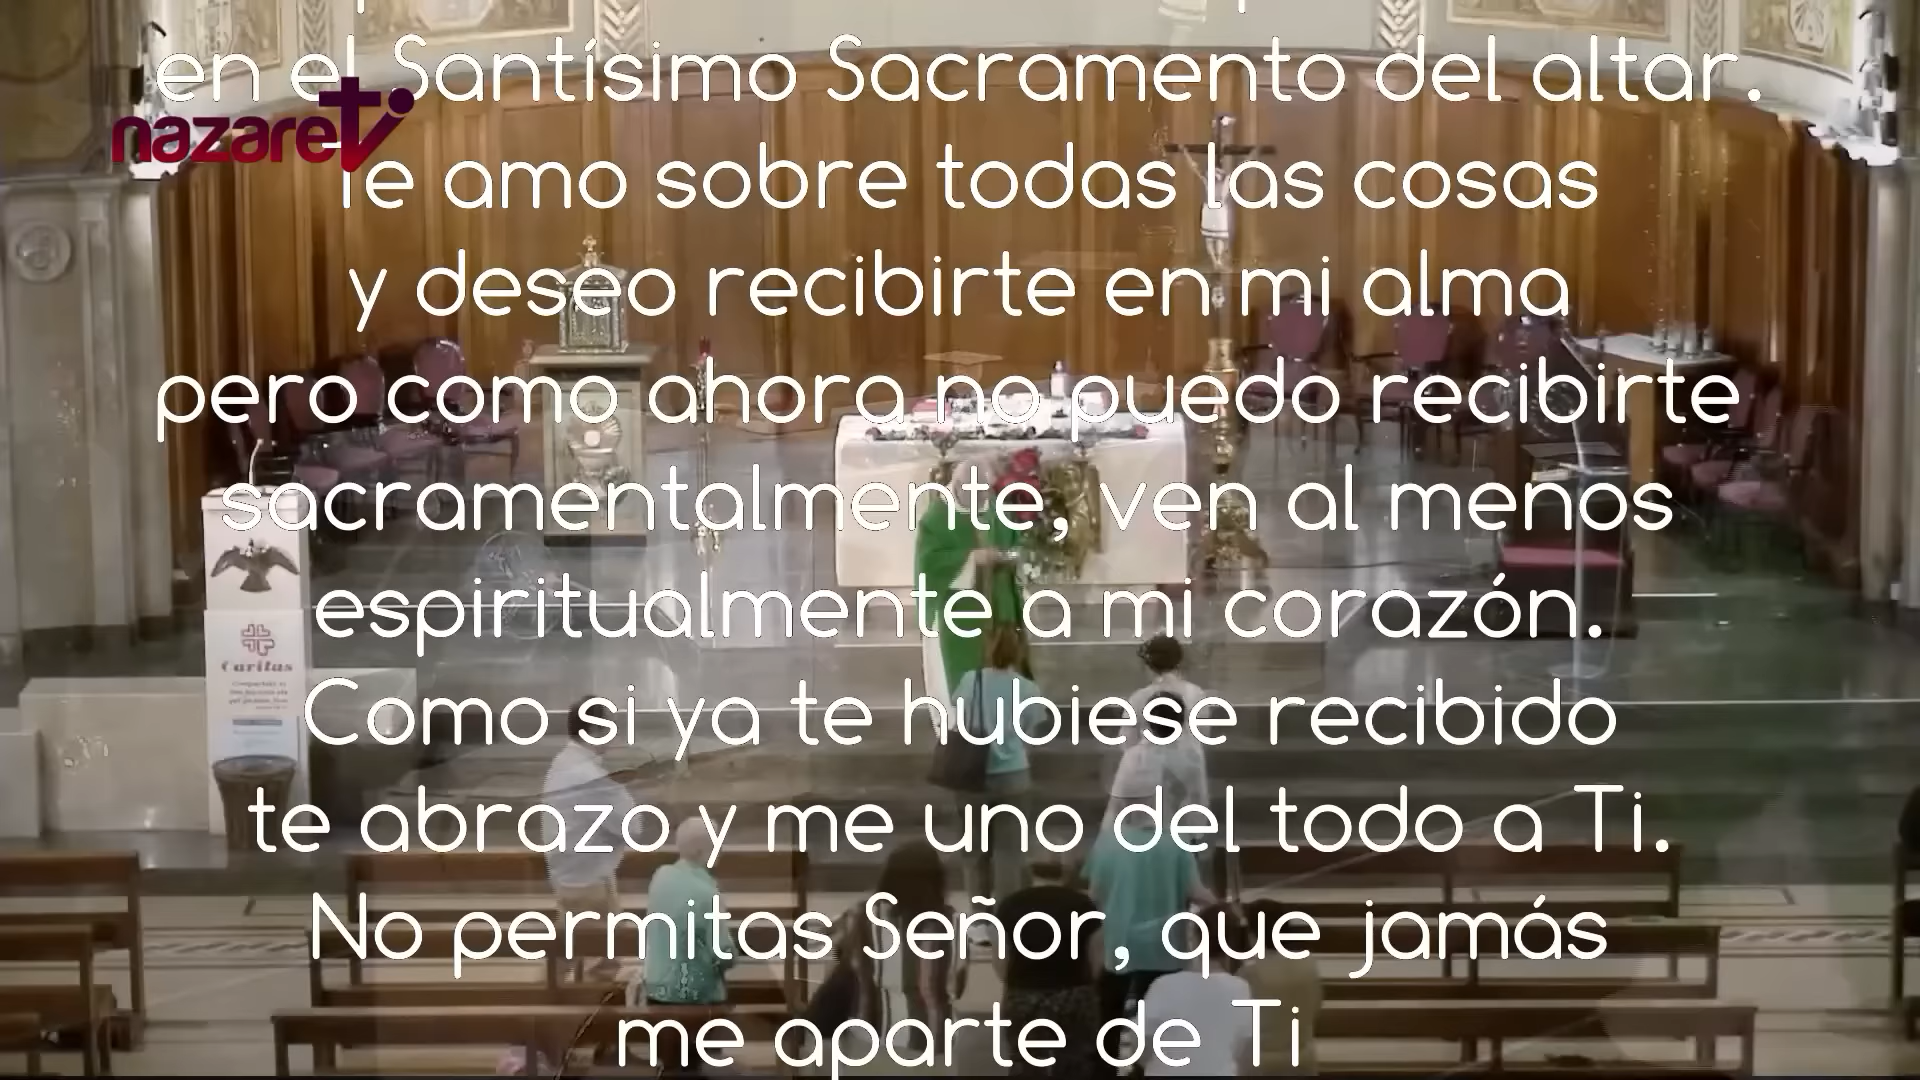 en el Santísimo Sacramento del altar.
nazareti
Te amo sobre todas las cosas
y deseo recibirte en mi alma
pero como ahora no puedo recibirte
sacramentalmente, ven al menos
espiritualmente a mi corazón.
Caritas
Como si ya te hubiese recibido
te abrazo y me uno del todo a Ti.
No permitas Señor, que jamás
me aparte de Ti